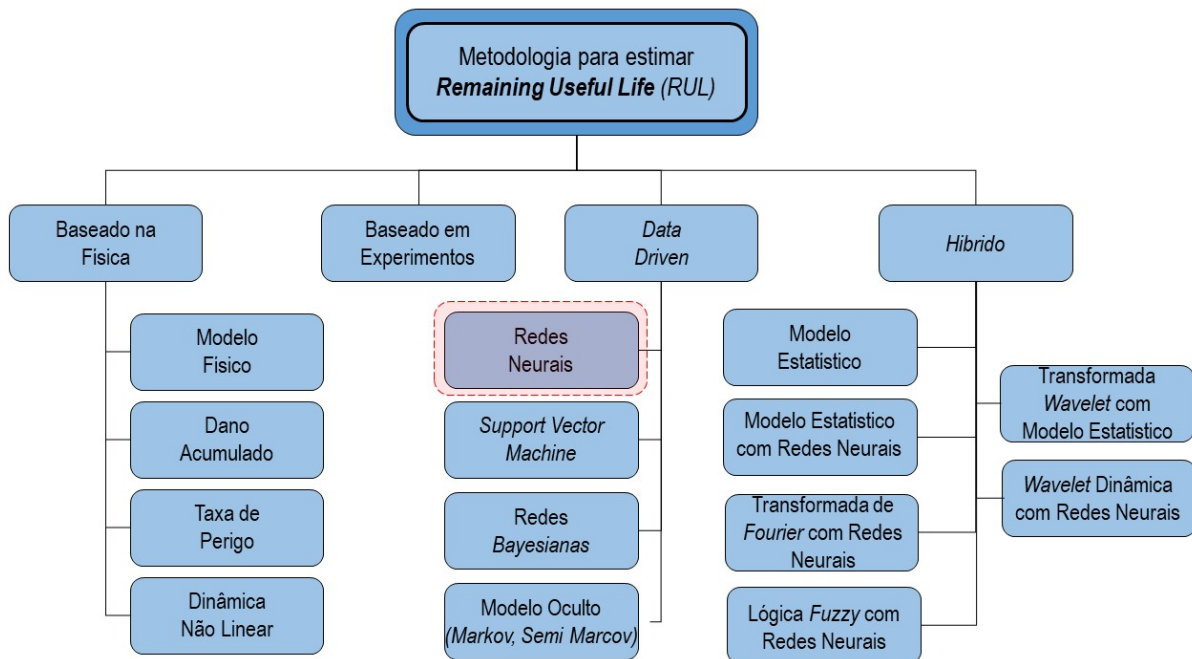 Metodologia para estimar
Remaining Useful Life (RUL)
Baseado na
Física
Baseado em
Experimentos
Data
Driven
Hibrido
Modelo
Físico
Dano
Acumulado
Taxa de
Perigo
Dinâmica
Não Linear
Redes
Neurais
Support Vector
Machine
Redes
Bayesianas
Modelo Oculto
(Markov, Semi Marcov)
Modelo
Estatístico
Modelo Estatistico
com Redes Neurais
Transformada de
Fourier com Redes
Neurais
Lógica Fuzzy com
Redes Neurais
Transformada
Wavelet com
Modelo Estatistico
Wavelet Dinâmica
com Redes Neurais